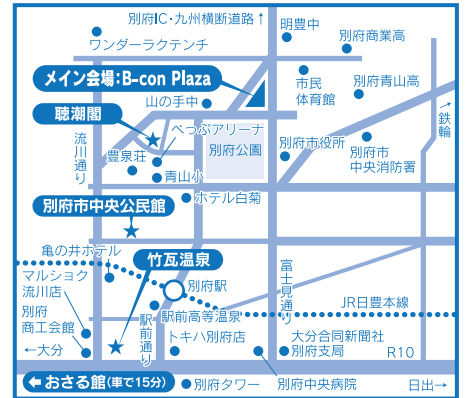 別府IC・九州横断道路↑
ワンダーラクテンチ
明豊中
別府商業高
メイン会場:B-con Plaza
市民
体育館
別府青山高
山の手中
聴潮閣
べっぷアリーナ
別府公園
別府市役所
別府市
中央消防署
→鉄輪
流川通り
豊泉荘
青山小
ホテル白菊
別府市中央公民館
亀の井ホテル
竹瓦温泉
マルショク
流川店
別府駅
富士見通り
JR日豊本線
別府
商工会館
駅前通り
駅前高等温泉
←大分
トキハ別府店
大分合同新聞社
別府支局
R10
←おさる館(車で15分)
別府タワー
別府中央病院
日出→